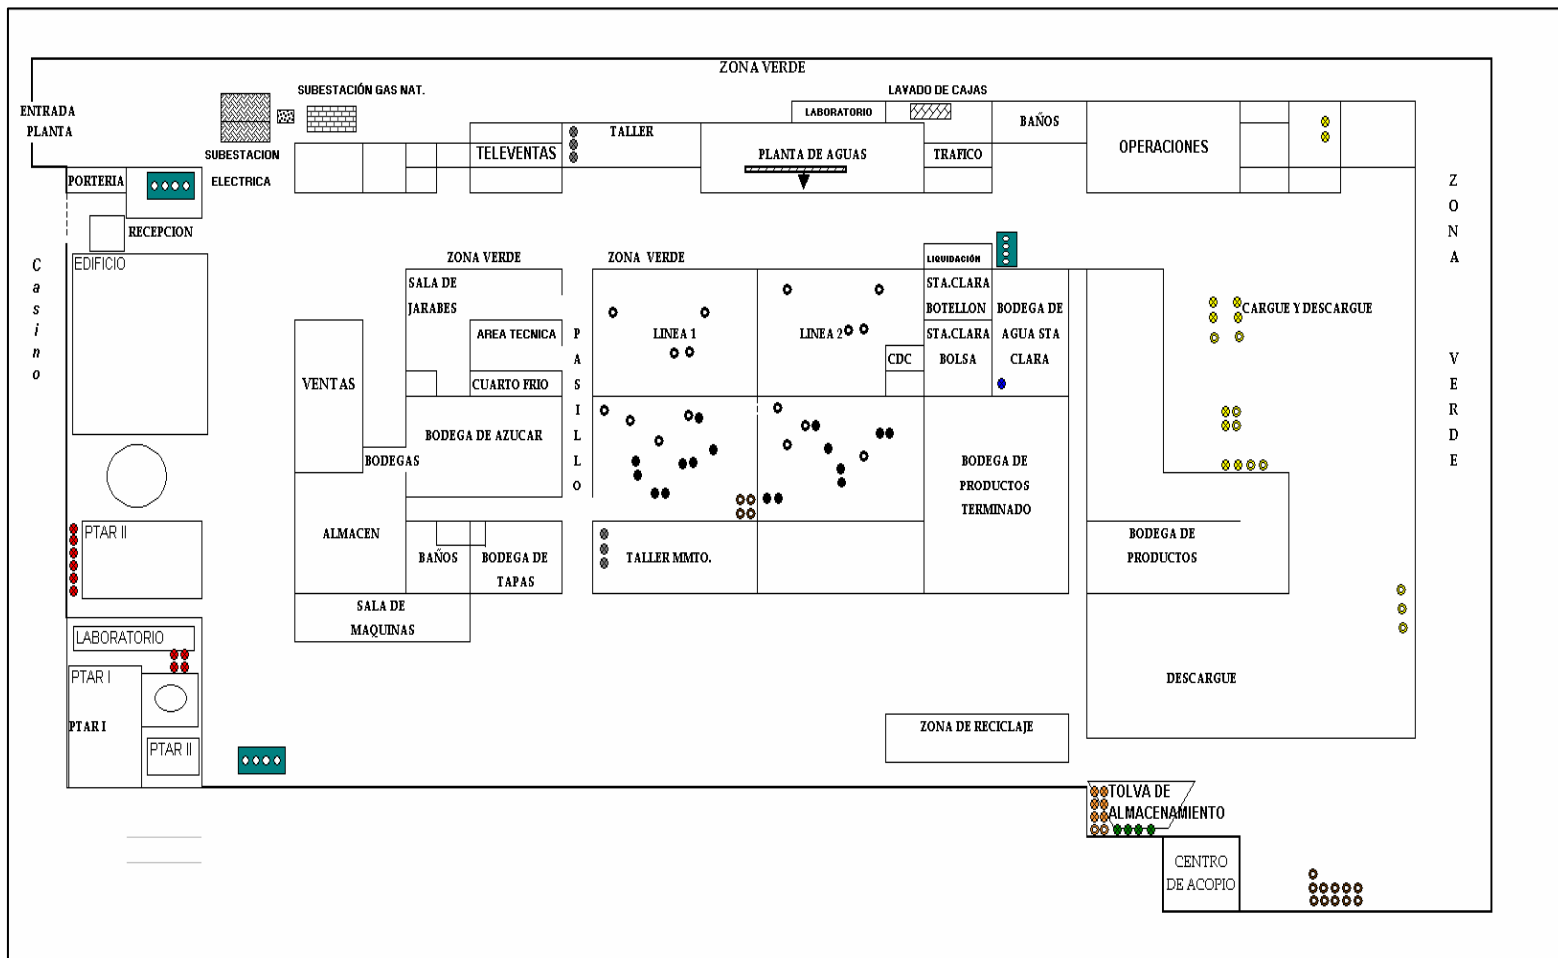 ZONA VERDE
SUBESTACIÓN GAS NAT.
LAVADO DE CAJAS
ENTRADA
PLANTA
LABORATORIO
BAÑOS
TALLER
OPERACIONES
SUBESTACION
ELECTRICA
TELEVENTAS
PLANTA DE AGUAS
TRAFICO
PORTERIA
RECEPCION
ZONA VERDE
Casino
EDIFICIO
ZONA VERDE
ZONA VERDE
LIQUIDACIÓN
SALA DE
JARABES
STA.CLARA
BOTELLON
BODEGA DE
AGUA STA
CLARA
CARGUE Y DESCARGUE
AREA TECNICA
PASILLO
LINEA 1
LINEA 2
STA.CLARA
BOLSA
CDC
VENTAS
CUARTO FRIO
BODEGA DE AZUCAR
BODEGAS
BODEGA DE
PRODUCTOS
TERMINADO
PTAR II
ALMACEN
BAÑOS
BODEGA DE
TAPAS
TALLER MMTO.
BODEGA DE
PRODUCTOS
SALA DE
MAQUINAS
LABORATORIO
PTAR I
PTAR I
PTAR II
DESCARGUE
ZONA DE RECICLAJE
TOLVA DE
ALMACENAMIENTO
CENTRO
DE ACOPIO